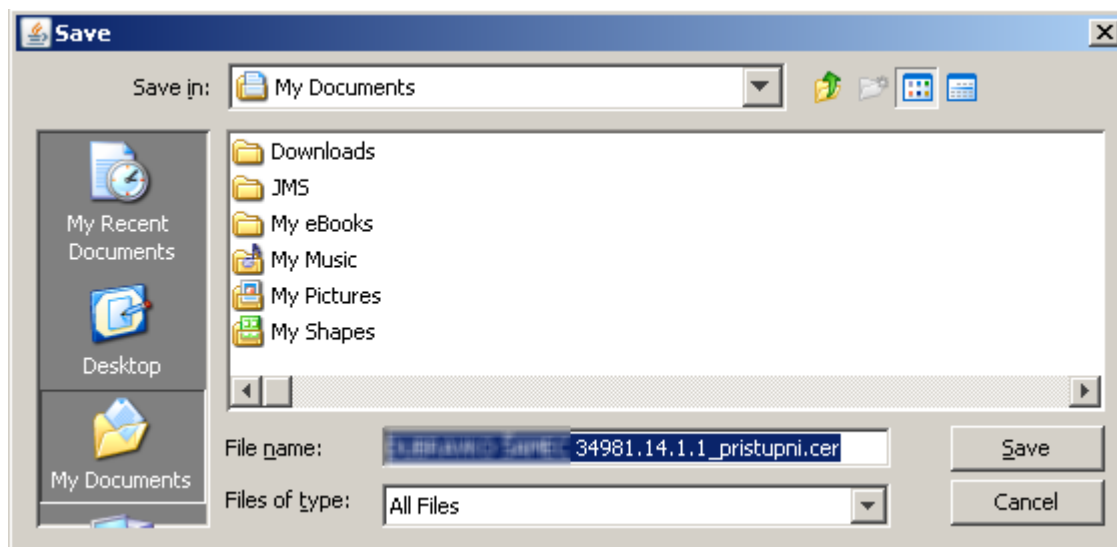 Save
Save in: My Documents
Downloads
JMS
My eBooks
My Music
My Pictures
My Shapes
My Recent
Documents
Desktop
My Documents
File name: 34981.14.1.1_pristupni.cer Save
Files of type: All Files Cancel